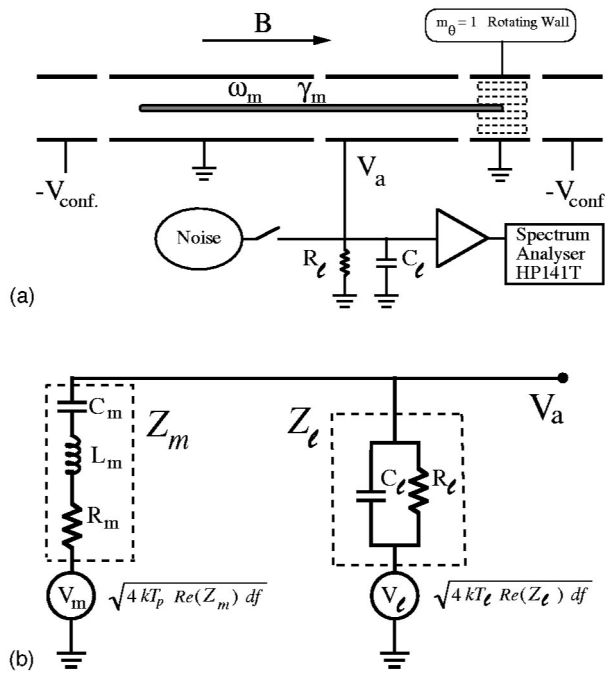 m_θ = 1 Rotating Wall
B
ω_m γ_m
-V_conf.
V_a
-V_conf
Noise
R_ℓ
C_ℓ
Spectrum
Analyser
HP141T
(a)
C_m
Z_m
L_m
R_m
V_m
√4 kT_p Re(Z_m) df
Z_ℓ
C_ℓ
R_ℓ
V_ℓ
√4 kT_ℓ Re(Z_ℓ) df
V_a
(b)